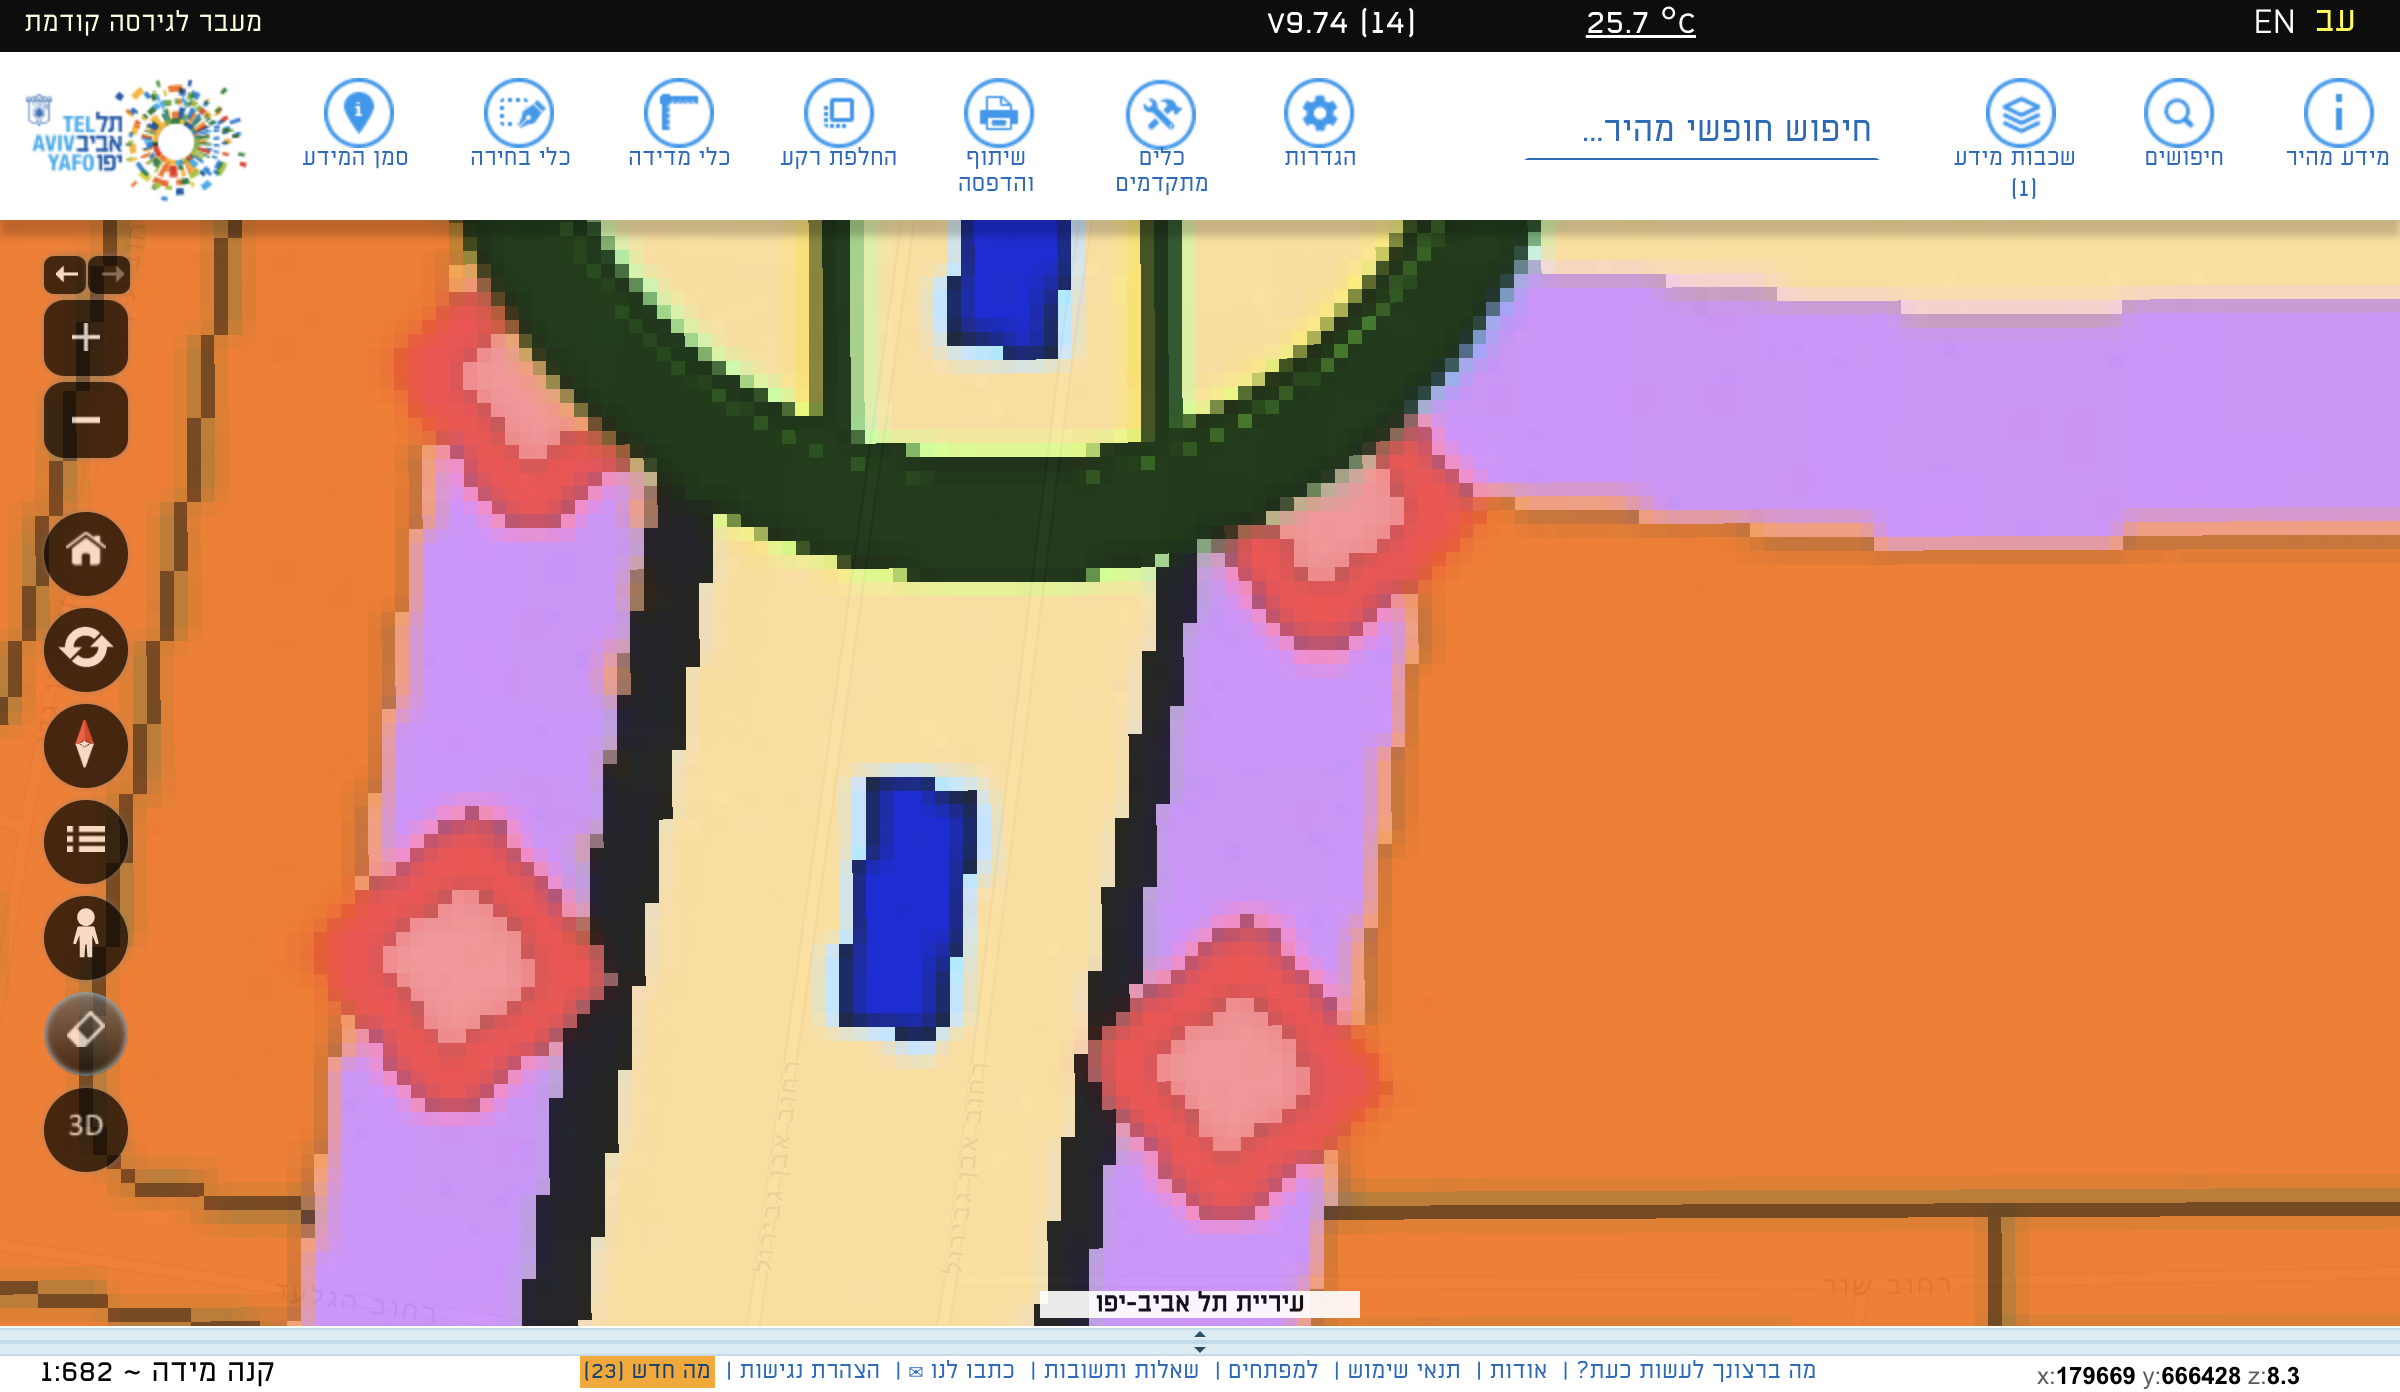 עב EN
25.7 °C
V9.74 (14)
מעבר לגירסה קודמת
מידע מהיר
חיפושים
שכבות מידע
(1)
חיפוש חופשי מהיר...
הגדרות
כלים
מתקדמים
שיתוף
והדפסה
החלפת רקע
כלי מדידה
כלי בחירה
סמן המידע
תל TEL
אביב AVIV
יפו YAFO
3D
רחוב אבן גבירול
רחוב אבן גבירול
רחוב הגלעד
רחוב שור
עיריית תל אביב-יפו
x:179669 y:666428 z:8.3
מה ברצונך לעשות כעת? | אודות | תנאי שימוש | למפתחים | שאלות ותשובות | כתבו לנו ✉ | הצהרת נגישות | מה חדש (23)
קנה מידה ~ 1:682